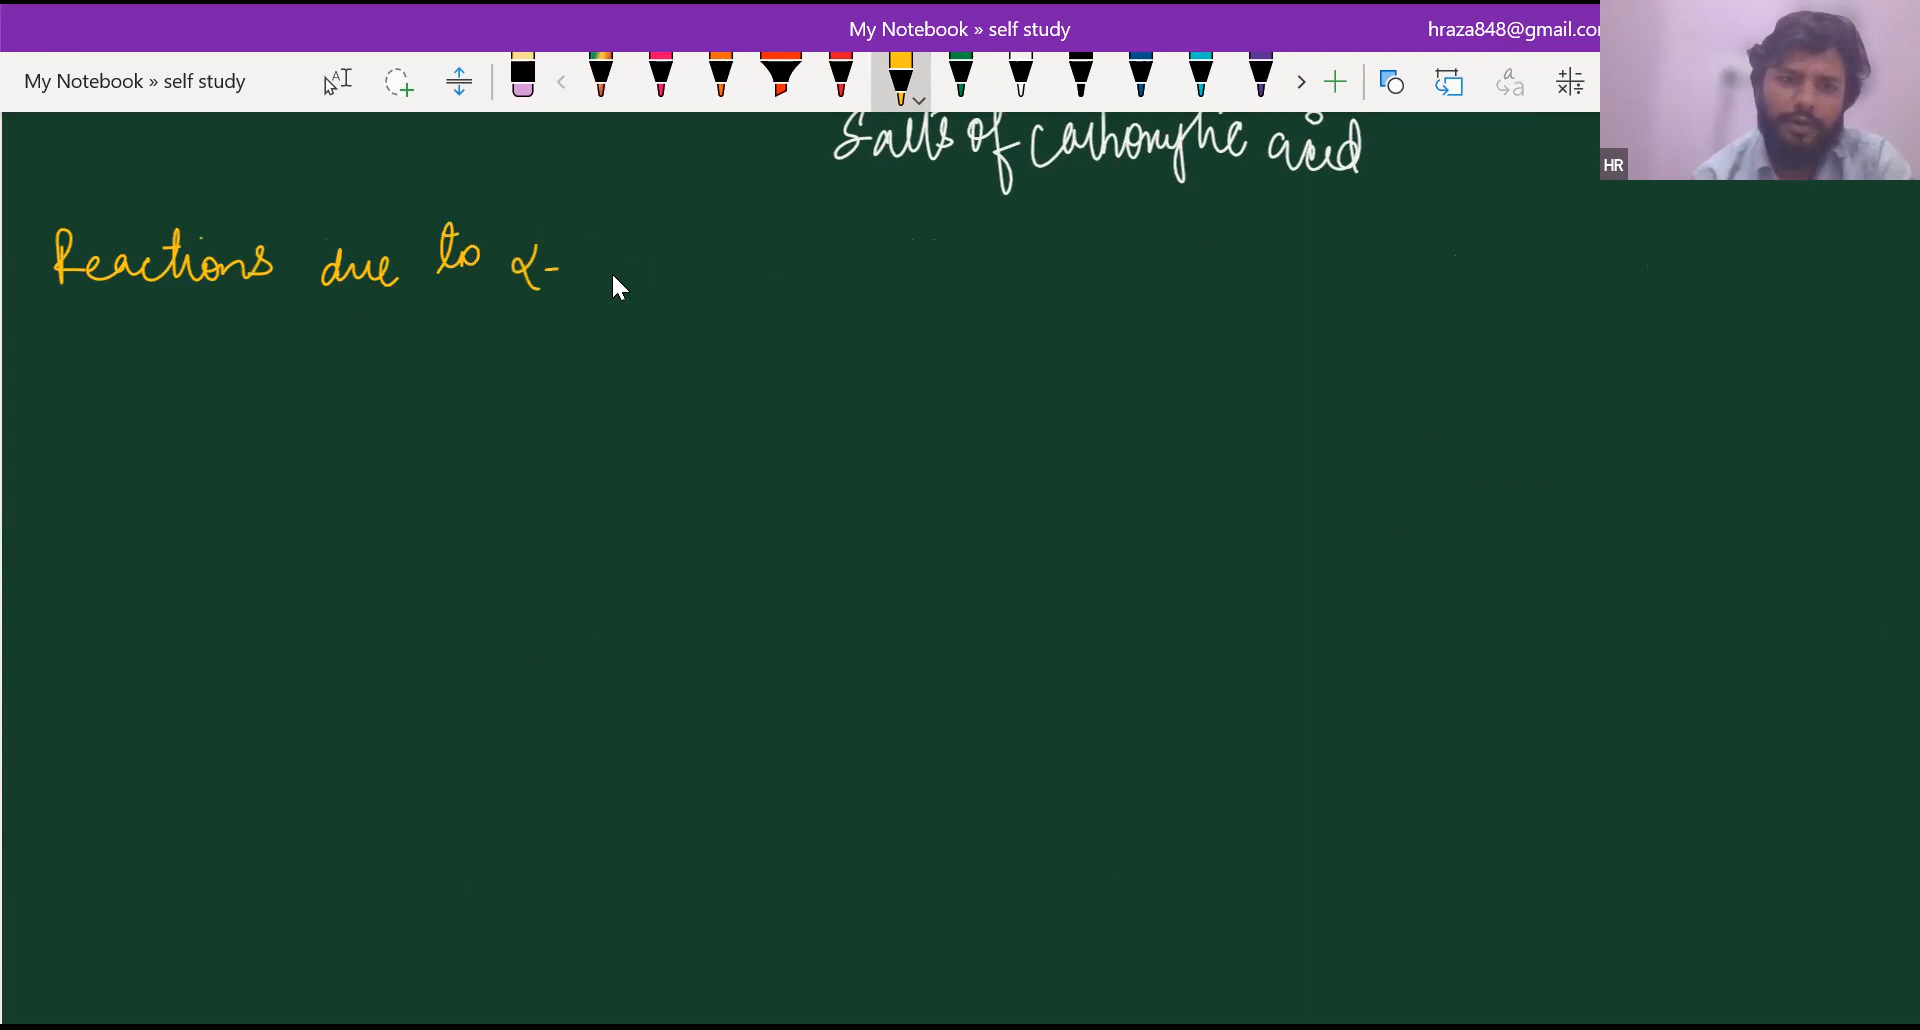 My Notebook » self study
hraza848@gmail.co
My Notebook » self study
HR
Salts of carboxylic acid
Reactions due to α-